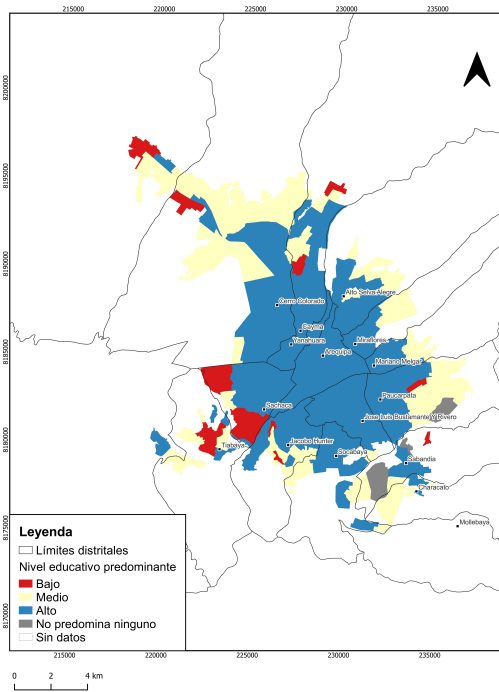 215000 220000 225000 230000 235000
8200000
8195000
8190000
8185000
8180000
8175000
8170000
Alto Selva Alegre
Cerro Colorado
Cayma
Yanahuara
Miraflores
Arequipa
Mariano Melgar
Paucarpata
Sachaca
Jose Luis Bustamante Y Rivero
Jacobo Hunter
Tiabaya
Socabaya
Sabandia
Characato
Mollebaya
Leyenda
Límites distritales
Nivel educativo predominante
Bajo
Medio
Alto
No predomina ninguno
Sin datos
215000 220000 225000 230000 235000
0 2 4 km